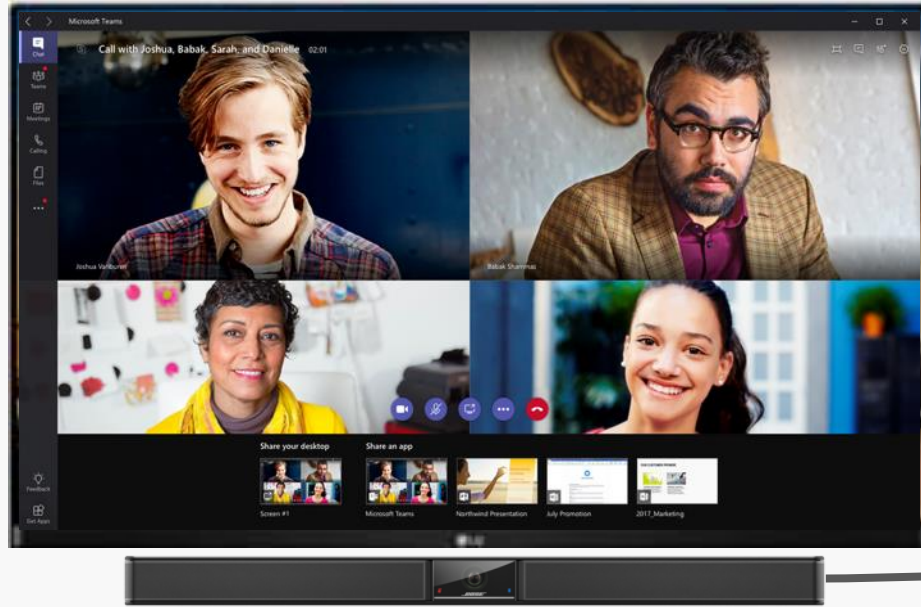 Microsoft Teams
Call with Joshua, Babak, Sarah, and Danielle 02:01
Chat
Teams
Meetings
Calling
Files
Joshua VanBuren
Babak Shammas
Share your desktop
Share an app
Screen #1
Microsoft Teams
Northwind Presentation
July Promotion
2017_Marketing
Feedback
Get Apps
LG
BOSE